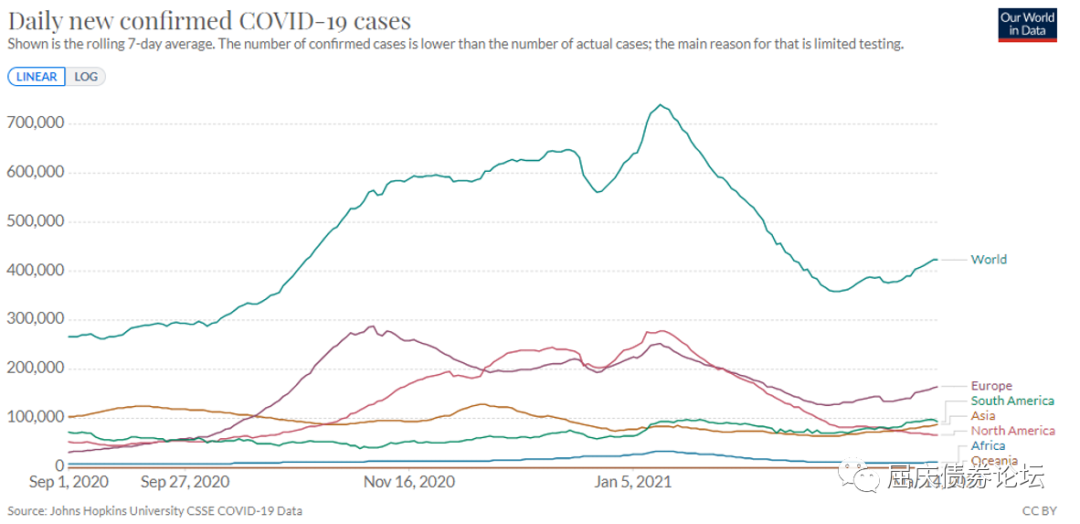 Daily new confirmed COVID-19 cases
Our World
in Data
Shown is the rolling 7-day average. The number of confirmed cases is lower than the number of actual cases; the main reason for that is limited testing.
LINEAR LOG
700,000
600,000
500,000
400,000
300,000
200,000
100,000
0
World
Europe
South America
Asia
North America
Africa
Oceania
Sep 1, 2020 Sep 27, 2020 Nov 16, 2020 Jan 5, 2021
屈庆债券论坛
Source: Johns Hopkins University CSSE COVID-19 Data CC BY